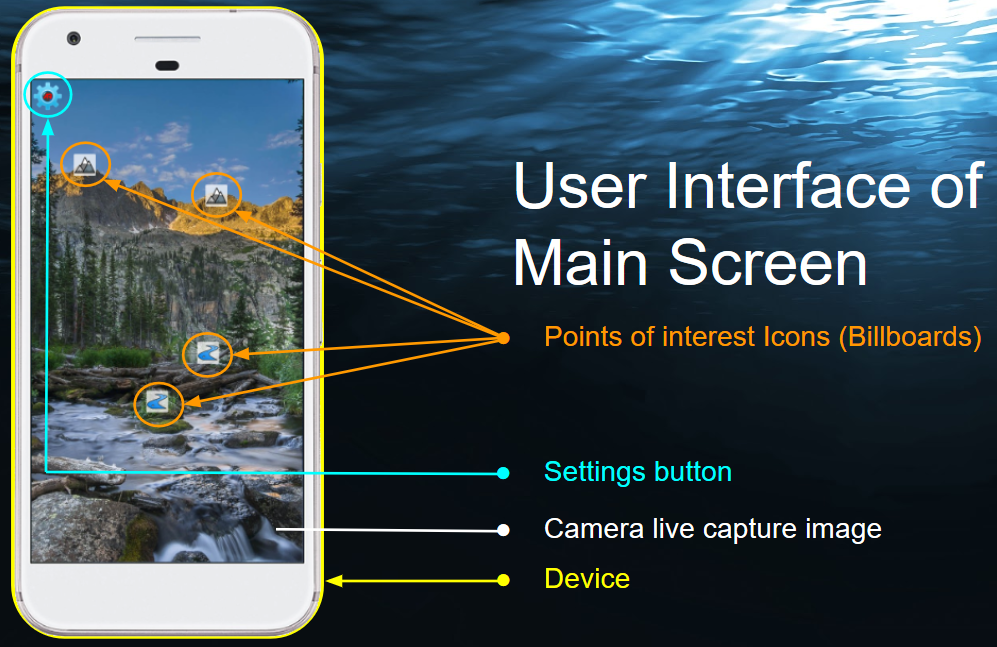 User Interface of
Main Screen
Points of interest Icons (Billboards)
Settings button
Camera live capture image
Device